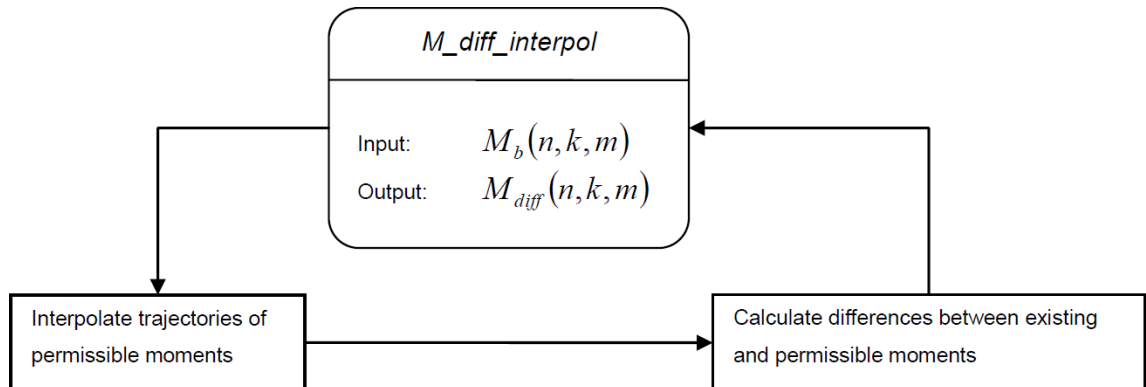 M_diff_interpol
Input: M_b(n,k,m)
Output: M_diff(n,k,m)
Interpolate trajectories of
permissible moments
Calculate differences between existing
and permissible moments